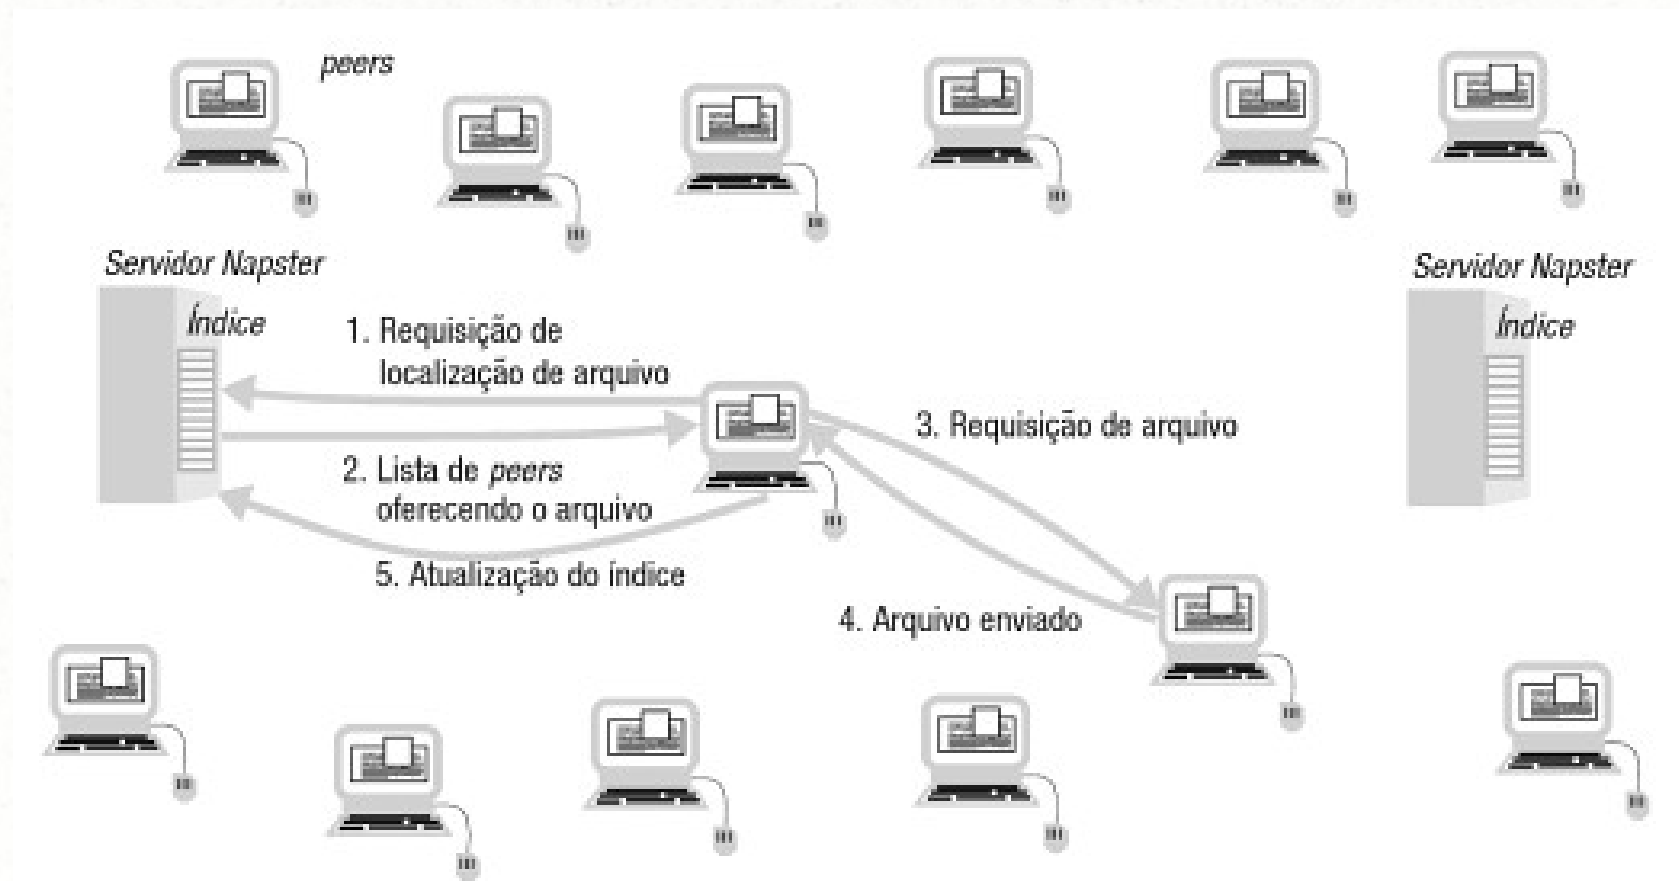 peers
Servidor Napster
Índice
Servidor Napster
Índice
1. Requisição de
localização de arquivo
3. Requisição de arquivo
2. Lista de peers
oferecendo o arquivo
5. Atualização do índice
4. Arquivo enviado